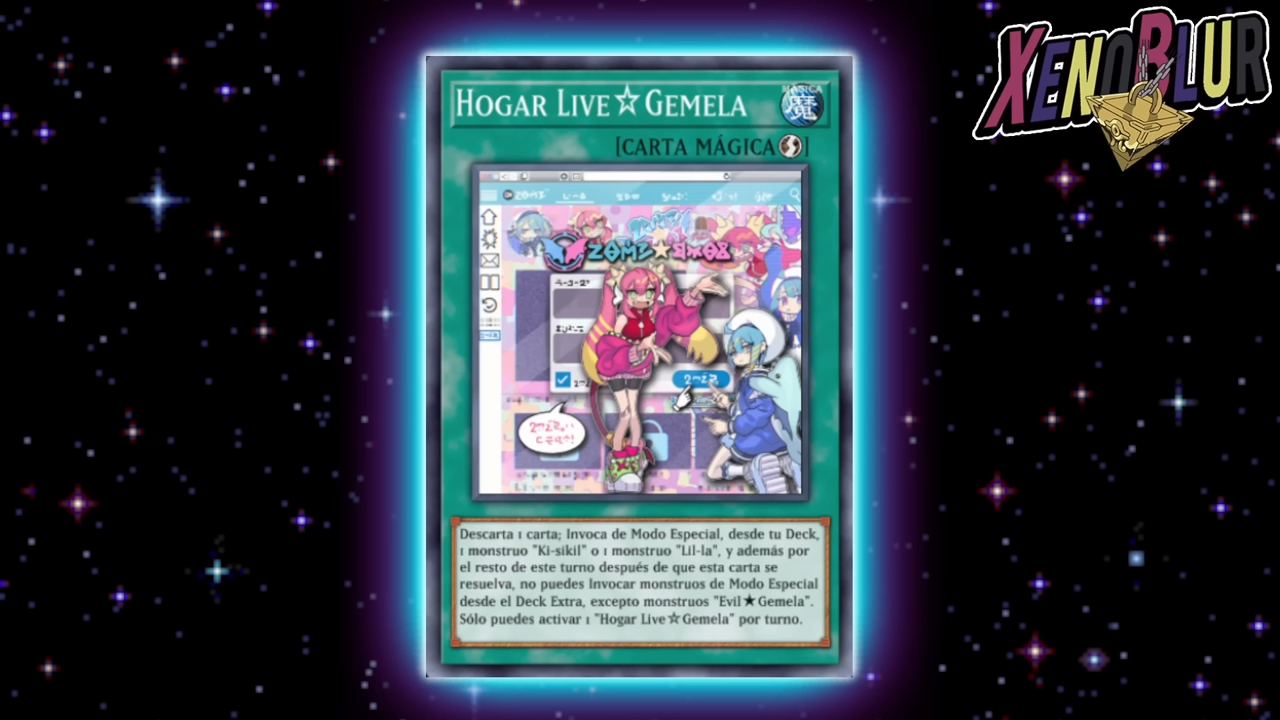 XENOBLUR
HOGAR LIVE☆GEMELA
MÁGICA
魔
[CARTA MÁGICA]
Descarta 1 carta; Invoca de Modo Especial, desde tu Deck,
1 monstruo "Ki-sikil" o 1 monstruo "Lil-la", y además por
el resto de este turno después de que esta carta se
resuelva, no puedes Invocar monstruos de Modo Especial
desde el Deck Extra, excepto monstruos "Evil★Gemela".
Sólo puedes activar 1 "Hogar Live☆Gemela" por turno.